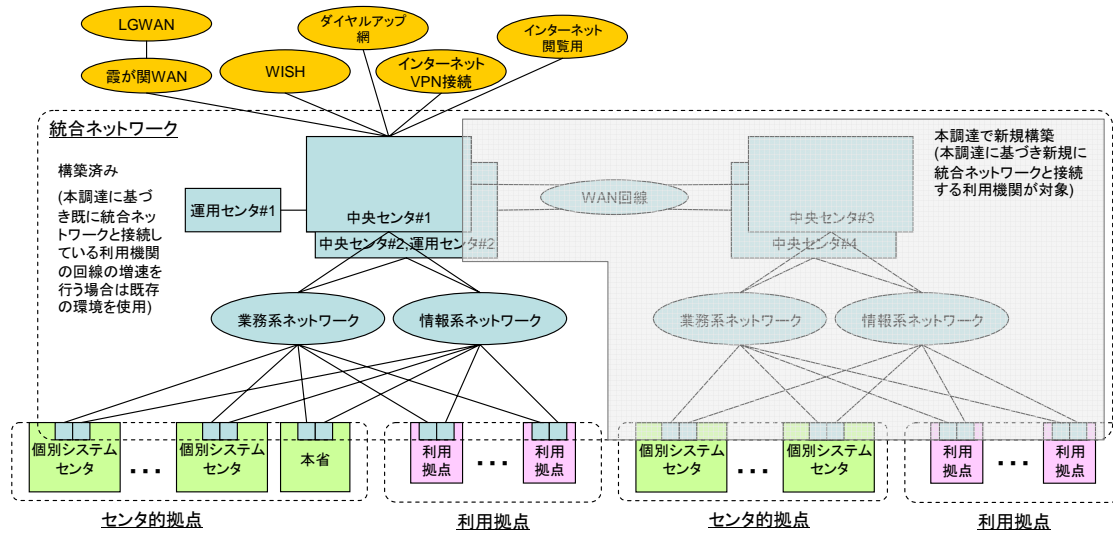 LGWAN
ダイヤルアップ
網
インターネット
閲覧用
霞が関WAN
WISH
インターネット
VPN接続
統合ネットワーク
構築済み
(本調達に基づ
き既に統合ネッ
トワークと接続し
ている利用機関
の回線の増速を
行う場合は既存
の環境を使用)
運用センタ#1
中央センタ#1
中央センタ#2,運用センタ#2
WAN回線
本調達で新規構築
(本調達に基づき新規に
統合ネットワークと接続
する利用機関が対象)
中央センタ#3
中央センタ#4
業務系ネットワーク
情報系ネットワーク
業務系ネットワーク
情報系ネットワーク
個別システム
センタ
...
個別システム
センタ
本省
利用
拠点
...
利用
拠点
個別システム
センタ
...
個別システム
センタ
利用
拠点
...
利用
拠点
センタ的拠点
利用拠点
センタ的拠点
利用拠点